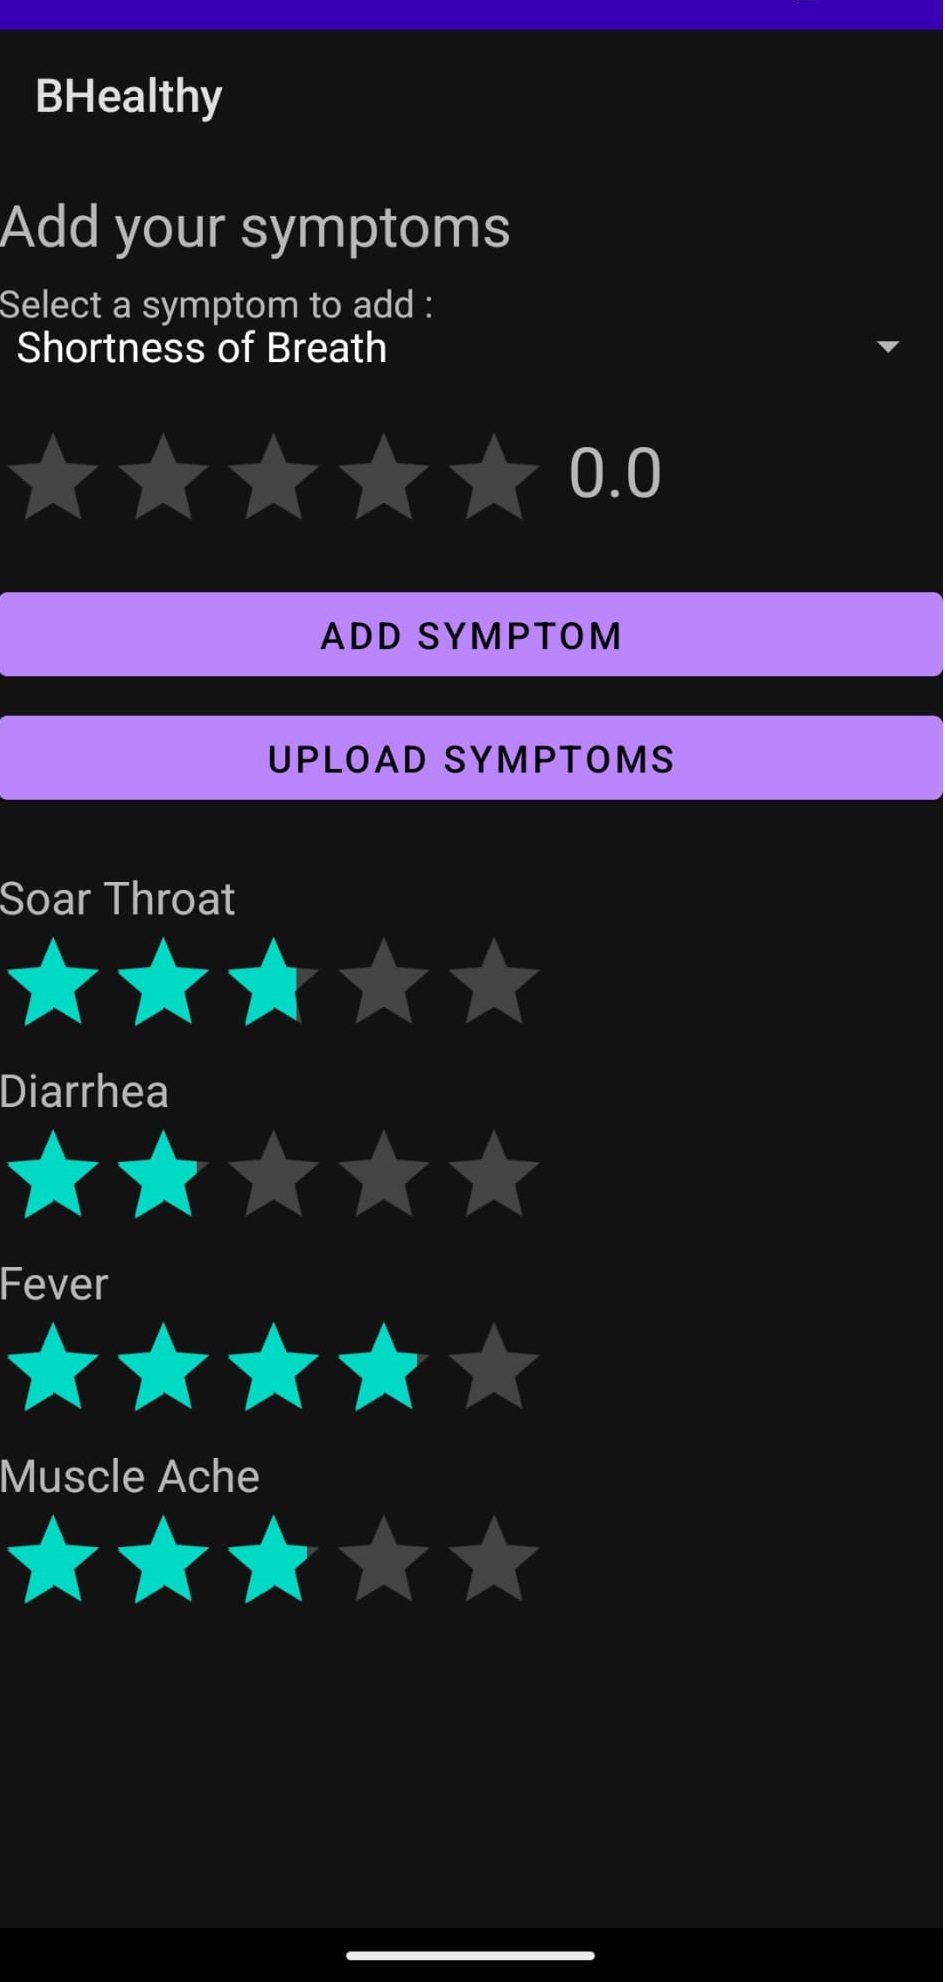 BHealthy
Add your symptoms
Select a symptom to add :
Shortness of Breath
0.0
ADD SYMPTOM
UPLOAD SYMPTOMS
Soar Throat
Diarrhea
Fever
Muscle Ache